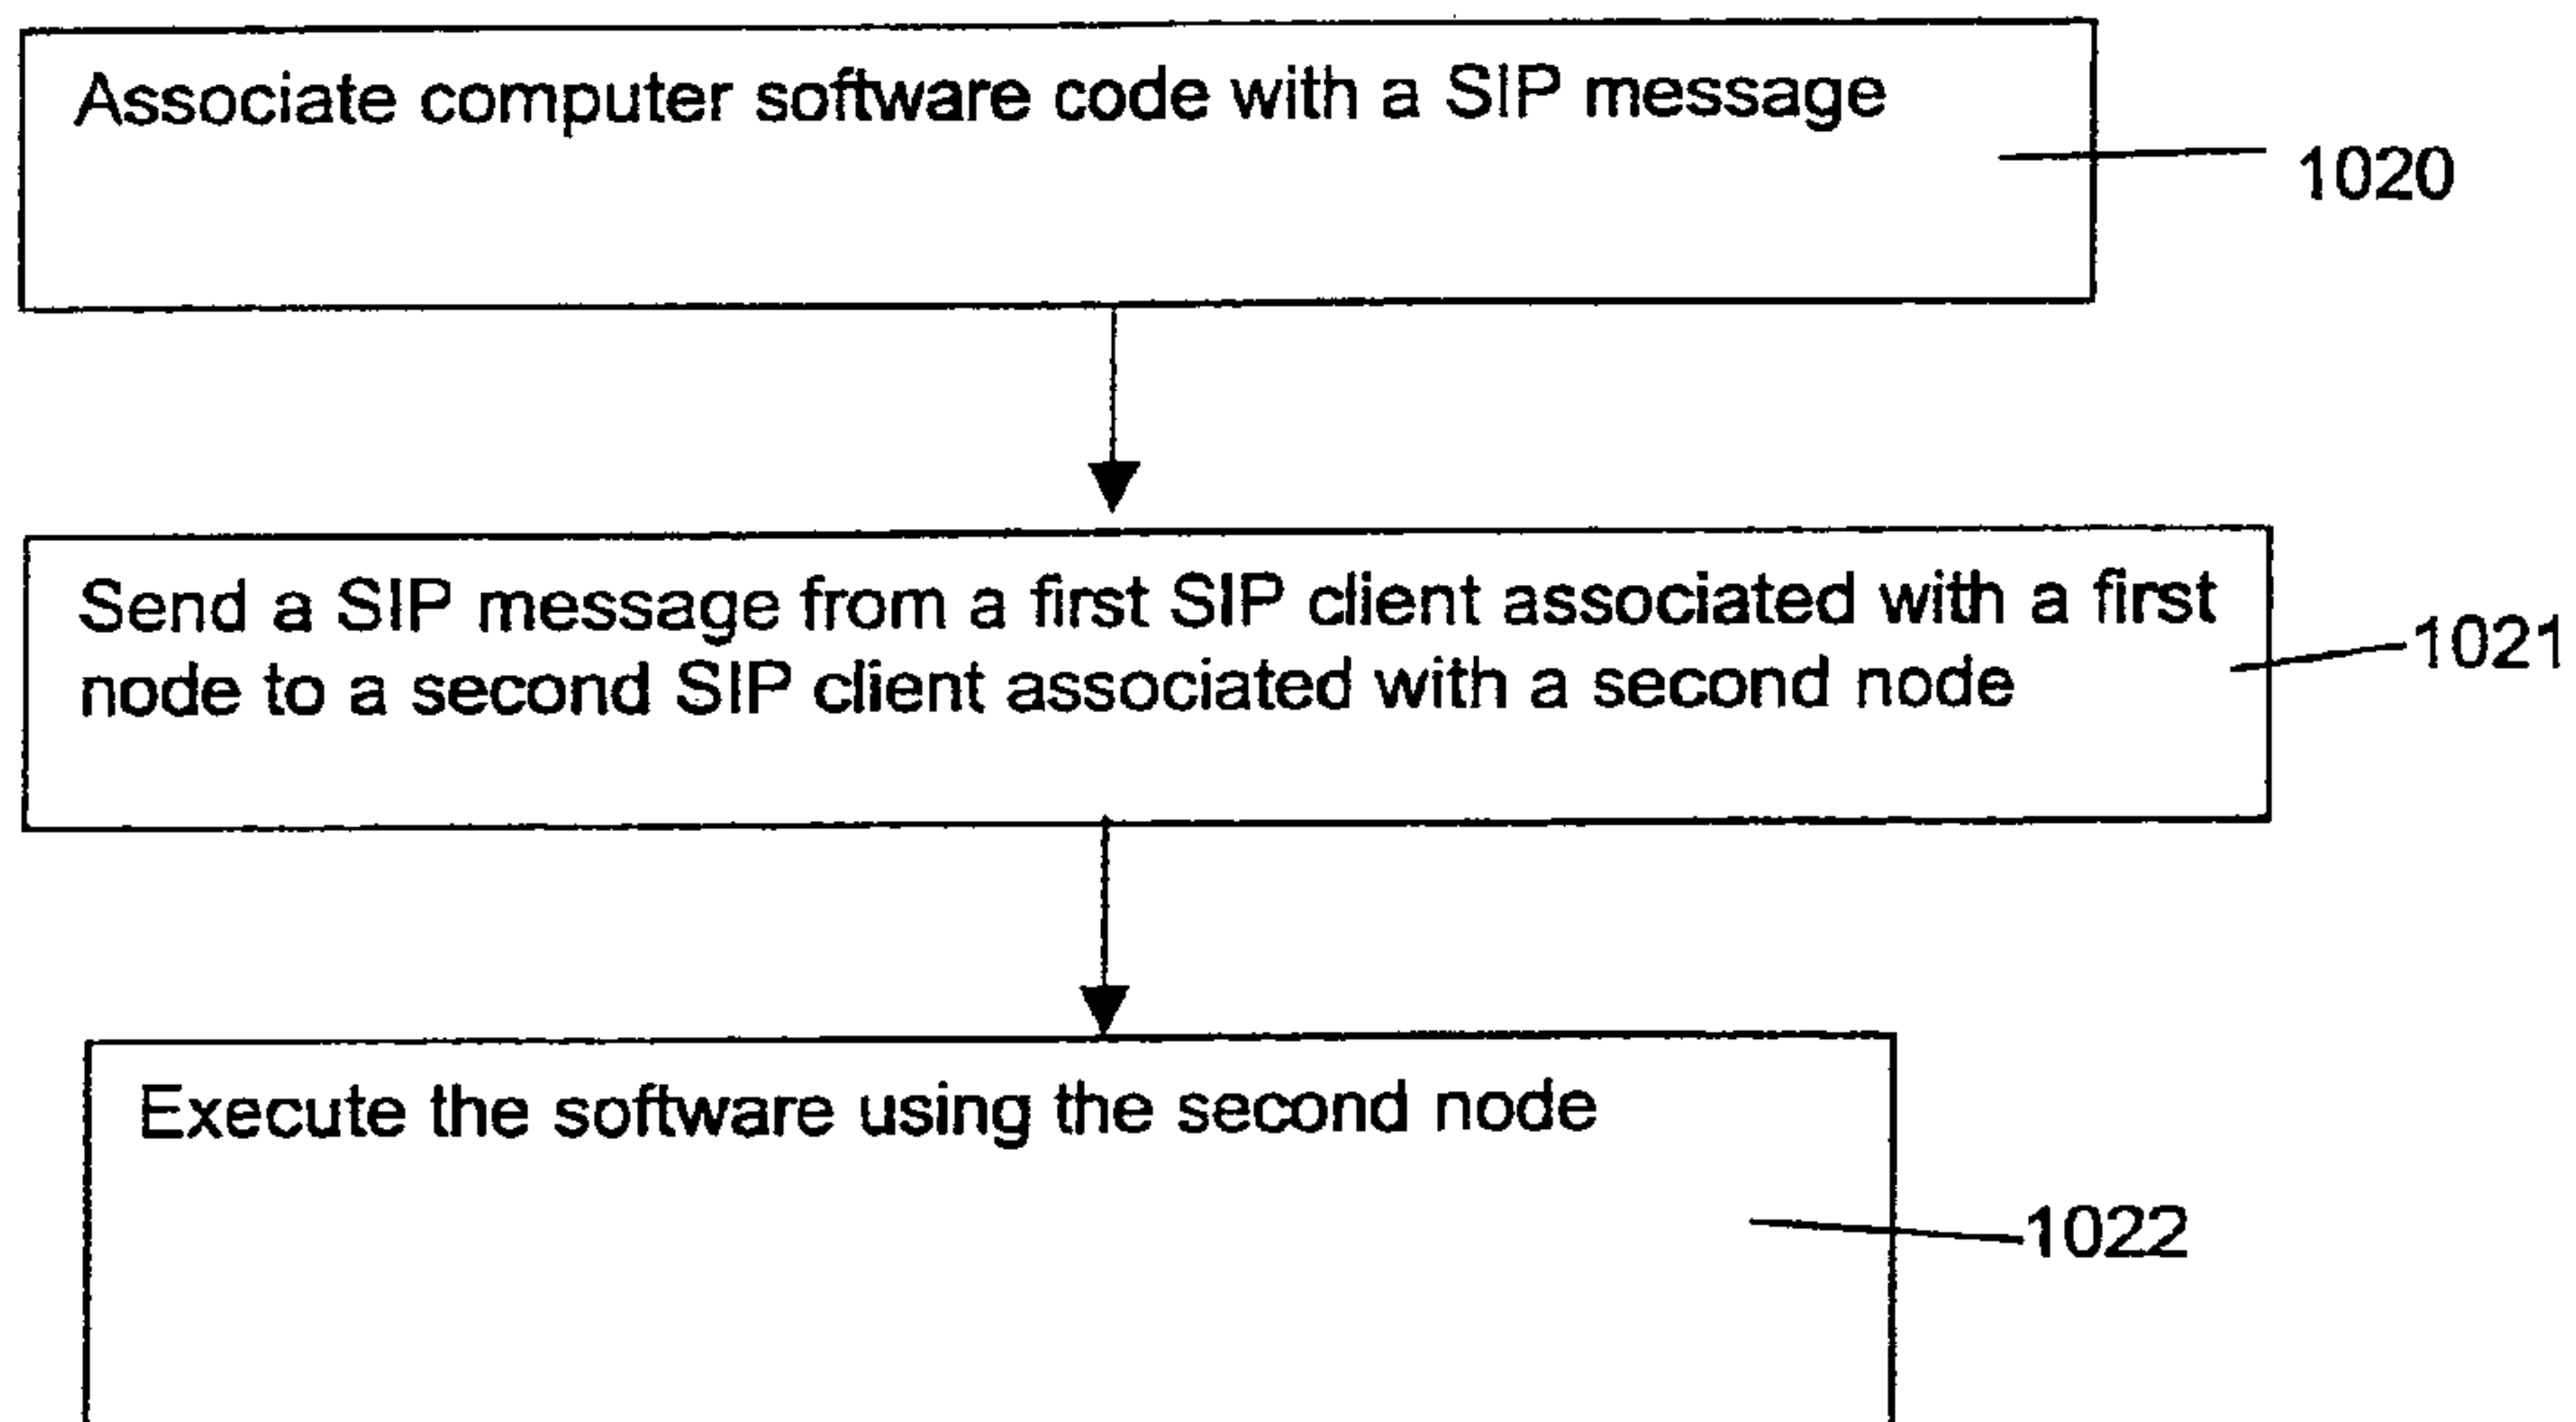 Associate computer software code with a SIP message
1020
Send a SIP message from a first SIP client associated with a first
node to a second SIP client associated with a second node
1021
Execute the software using the second node
1022